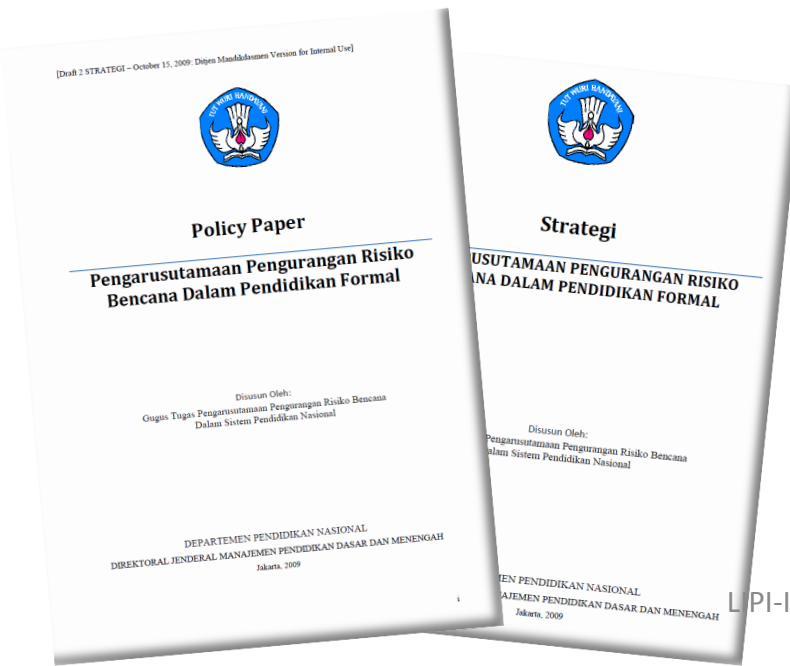 [Draft 2 STRATEGI – October 15, 2009: Ditjen Mandikdasmen Version for Internal Use]
TUT WURI HANDAYANI
Policy Paper
Pengarusutamaan Pengurangan Risiko
Bencana Dalam Pendidikan Formal
Disusun Oleh:
Gugus Tugas Pengarusutamaan Pengurangan Risiko Bencana
Dalam Sistem Pendidikan Nasional
DEPARTEMEN PENDIDIKAN NASIONAL
DIREKTORAL JENDERAL MANAJEMEN PENDIDIKAN DASAR DAN MENENGAH
Jakarta, 2009
i
TUT WURI HANDAYANI
Strategi
USUTAMAAN PENGURANGAN RISIKO
ANA DALAM PENDIDIKAN FORMAL
Disusun Oleh:
Pengarusutamaan Pengurangan Risiko Bencana
alam Sistem Pendidikan Nasional
MEN PENDIDIKAN NASIONAL
AJEMEN PENDIDIKAN DASAR DAN MENENGAH
Jakarta, 2009
LIPI-I